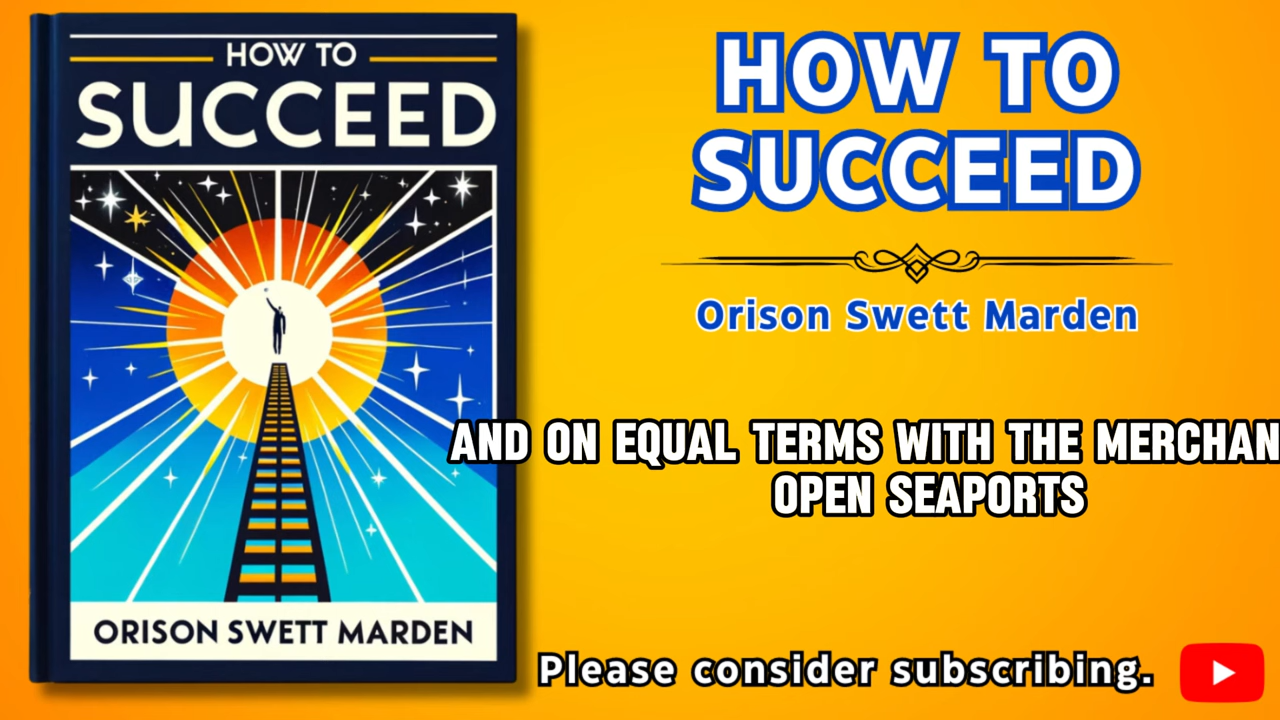 HOW TO
SUCCEED
ORISON SWETT MARDEN
HOW TO
SUCCEED
Orison Swett Marden
AND ON EQUAL TERMS WITH THE MERCHAN
OPEN SEAPORTS
Please consider subscribing.